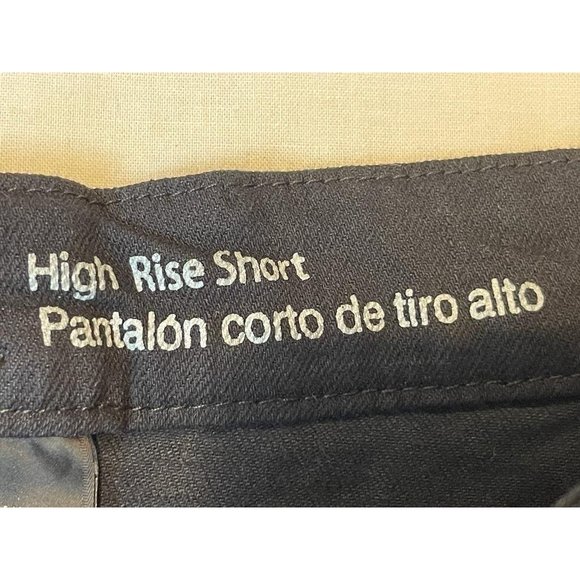 High Rise Short
Pantalón corto de tiro alto